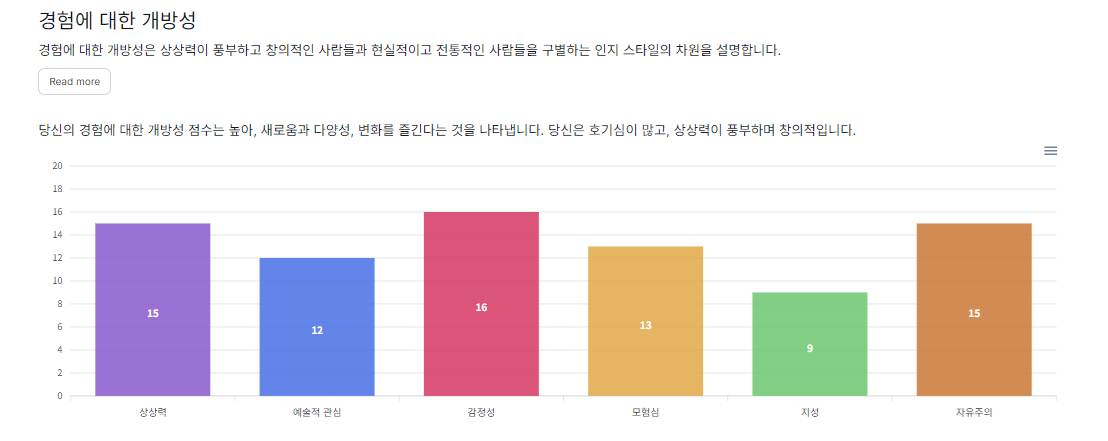 경험에 대한 개방성
경험에 대한 개방성은 상상력이 풍부하고 창의적인 사람들과 현실적이고 전통적인 사람들을 구별하는 인지 스타일의 차원을 설명합니다.
Read more
당신의 경험에 대한 개방성 점수는 높아, 새로움과 다양성, 변화를 즐긴다는 것을 나타냅니다. 당신은 호기심이 많고, 상상력이 풍부하며 창의적입니다.
20
18
16
14
12
10
8
6
4
2
0
15
12
16
13
9
15
상상력
예술적 관심
감정성
모험심
지성
자유주의